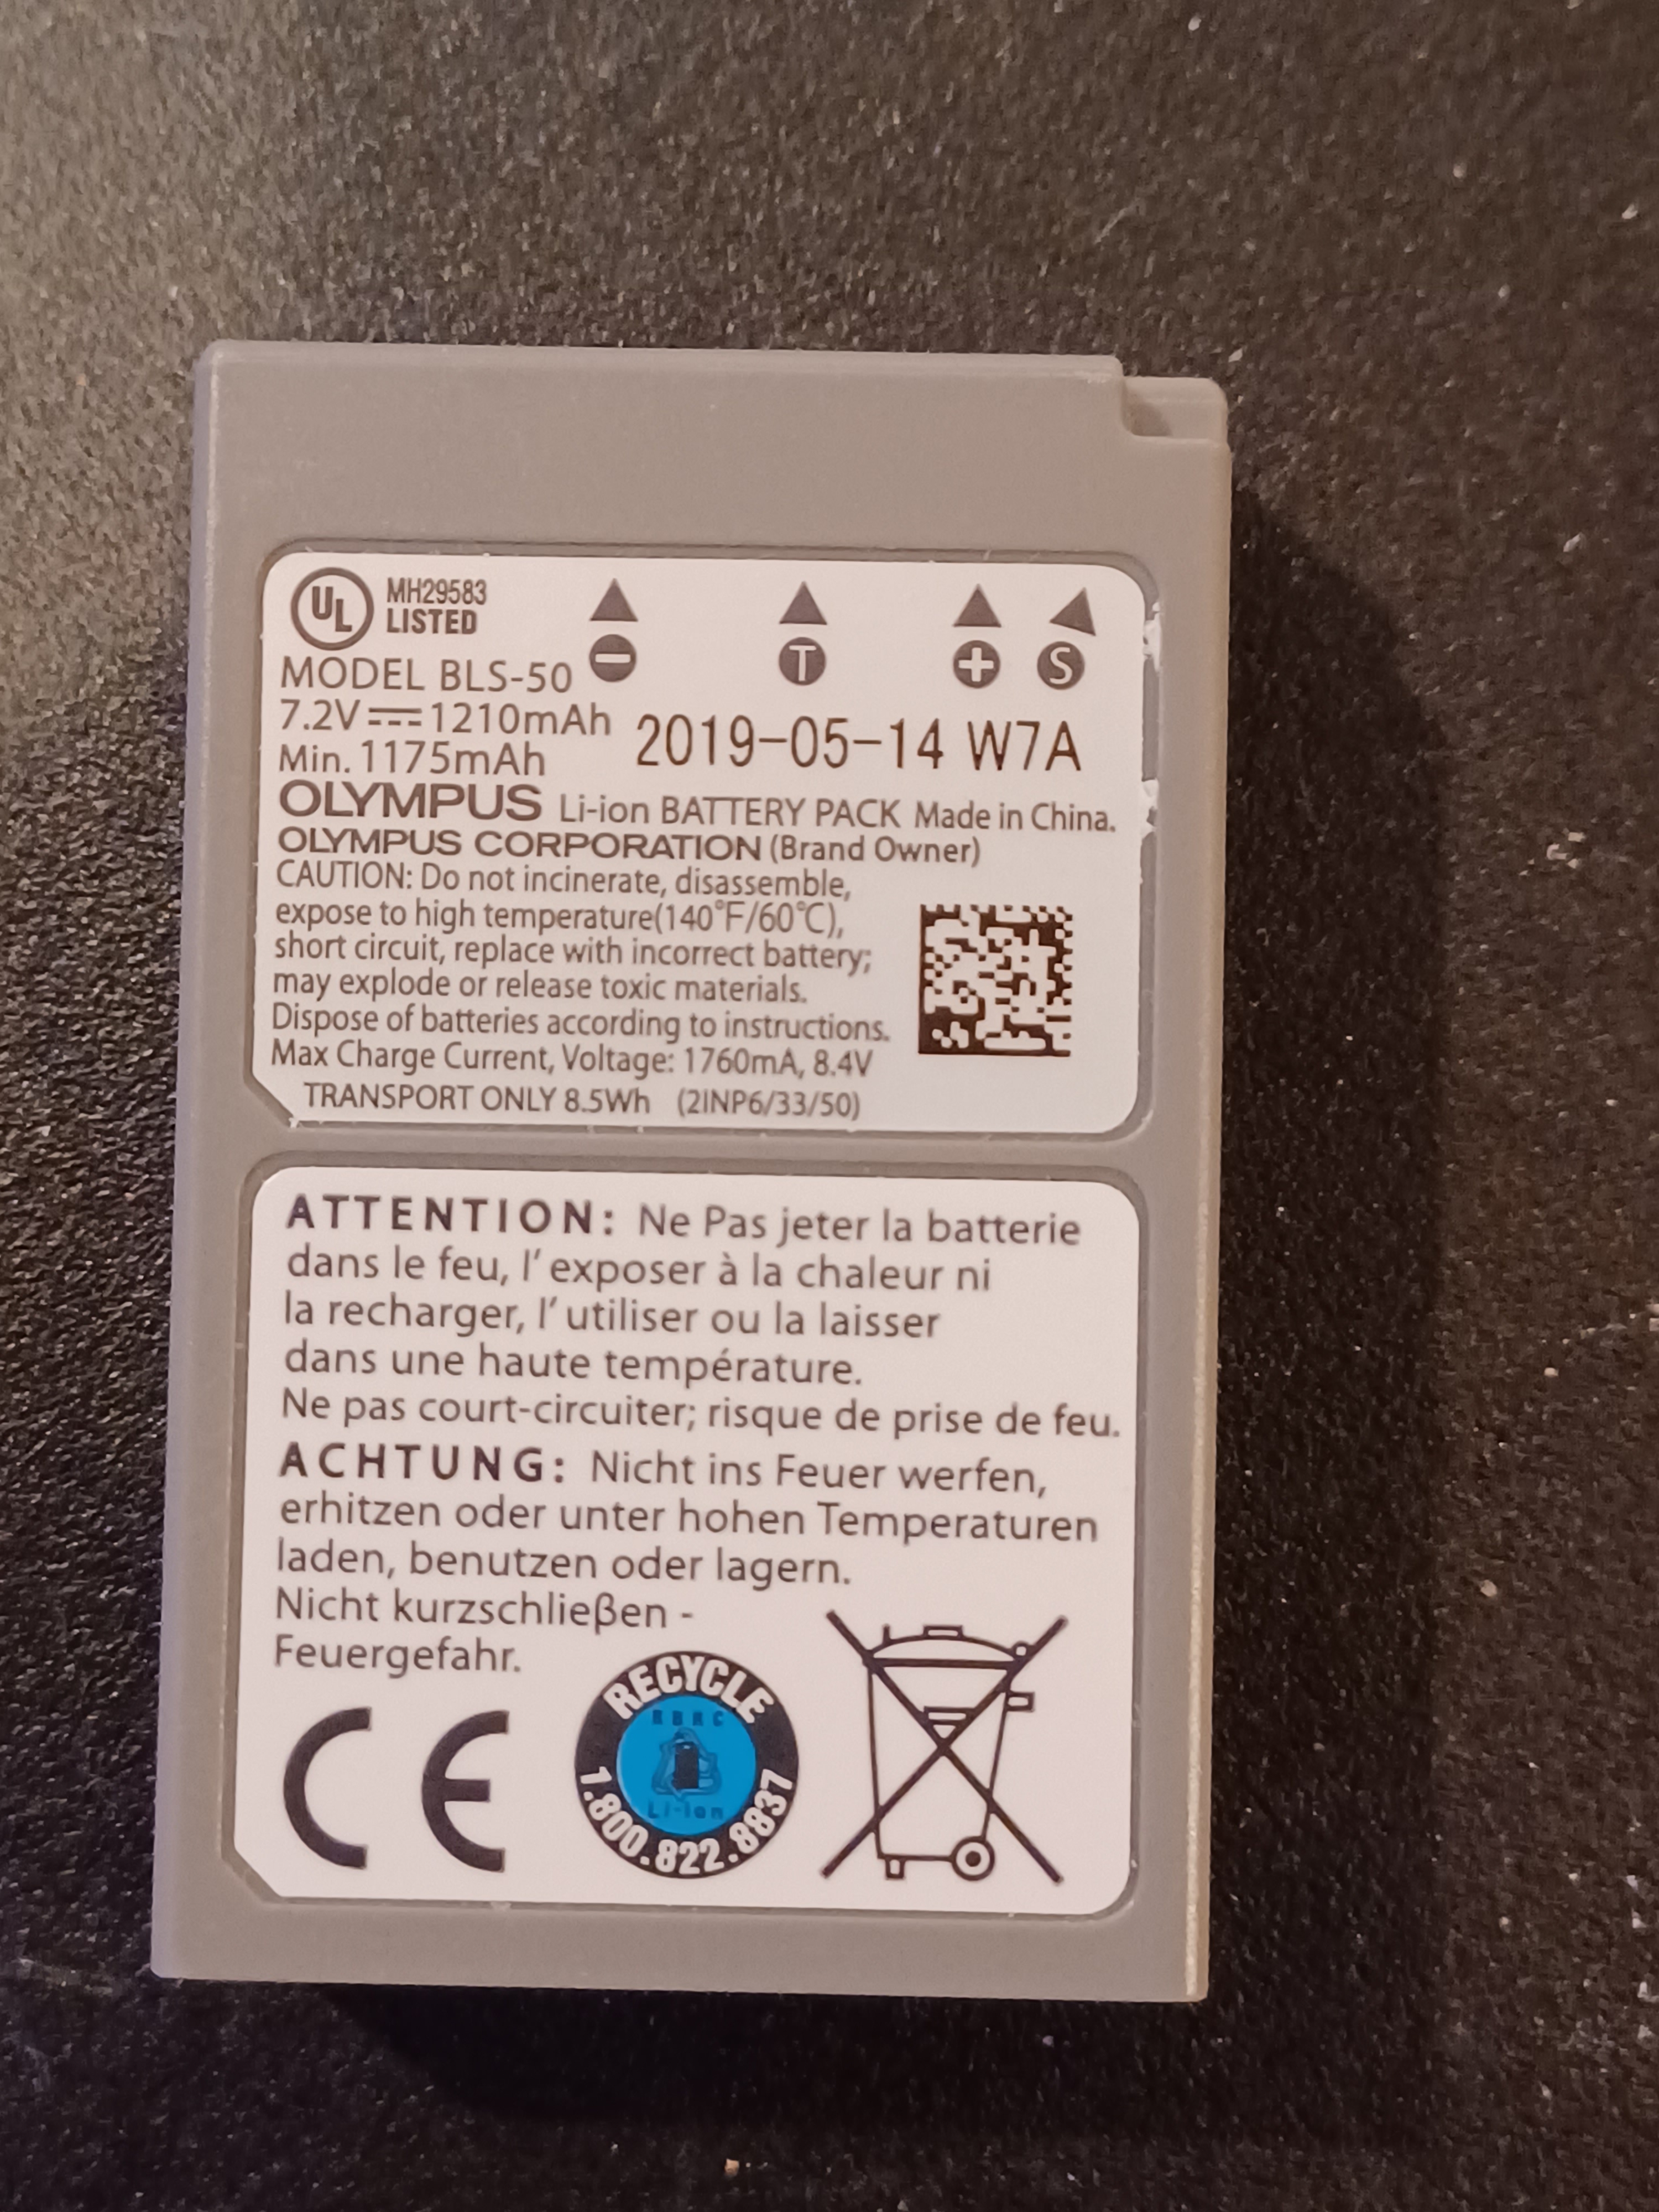 UL MH29583
LISTED
MODEL BLS-50
− T + S
7.2V⎓1210mAh
Min. 1175mAh
2019-05-14 W7A
OLYMPUS Li-ion BATTERY PACK Made in China.
OLYMPUS CORPORATION (Brand Owner)
CAUTION: Do not incinerate, disassemble,
expose to high temperature(140°F/60°C),
short circuit, replace with incorrect battery;
may explode or release toxic materials.
Dispose of batteries according to instructions.
Max Charge Current, Voltage: 1760mA, 8.4V
TRANSPORT ONLY 8.5Wh (2INP6/33/50)
ATTENTION: Ne Pas jeter la batterie
dans le feu, l’exposer à la chaleur ni
la recharger, l’utiliser ou la laisser
dans une haute température.
Ne pas court-circuiter; risque de prise de feu.
ACHTUNG: Nicht ins Feuer werfen,
erhitzen oder unter hohen Temperaturen
laden, benutzen oder lagern.
Nicht kurzschließen -
Feuergefahr.
CE
RECYCLE
RBRC
Li-ion
1.800.822.8837